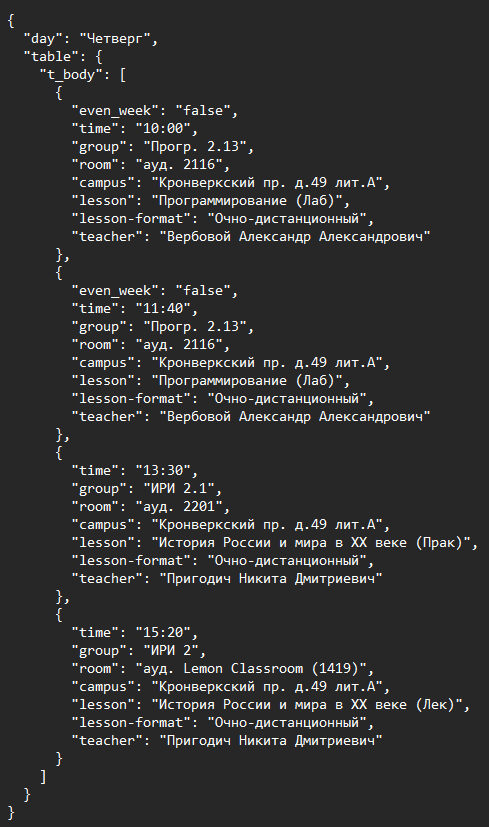 {
  "day": "Четверг",
  "table": {
    "t_body": [
      {
        "even_week": "false",
        "time": "10:00",
        "group": "Прогр. 2.13",
        "room": "ауд. 2116",
        "campus": "Кронверкский пр. д.49 лит.А",
        "lesson": "Программирование (Лаб)",
        "lesson-format": "Очно-дистанционный",
        "teacher": "Вербовой Александр Александрович"
      },
      {
        "even_week": "false",
        "time": "11:40",
        "group": "Прогр. 2.13",
        "room": "ауд. 2116",
        "campus": "Кронверкский пр. д.49 лит.А",
        "lesson": "Программирование (Лаб)",
        "lesson-format": "Очно-дистанционный",
        "teacher": "Вербовой Александр Александрович"
      },
      {
        "time": "13:30",
        "group": "ИРИ 2.1",
        "room": "ауд. 2201",
        "campus": "Кронверкский пр. д.49 лит.А",
        "lesson": "История России и мира в XX веке (Прак)",
        "lesson-format": "Очно-дистанционный",
        "teacher": "Пригодич Никита Дмитриевич"
      },
      {
        "time": "15:20",
        "group": "ИРИ 2",
        "room": "ауд. Lemon Classroom (1419)",
        "campus": "Кронверкский пр. д.49 лит.А",
        "lesson": "История России и мира в XX веке (Лек)",
        "lesson-format": "Очно-дистанционный",
        "teacher": "Пригодич Никита Дмитриевич"
      }
    ]
  }
}